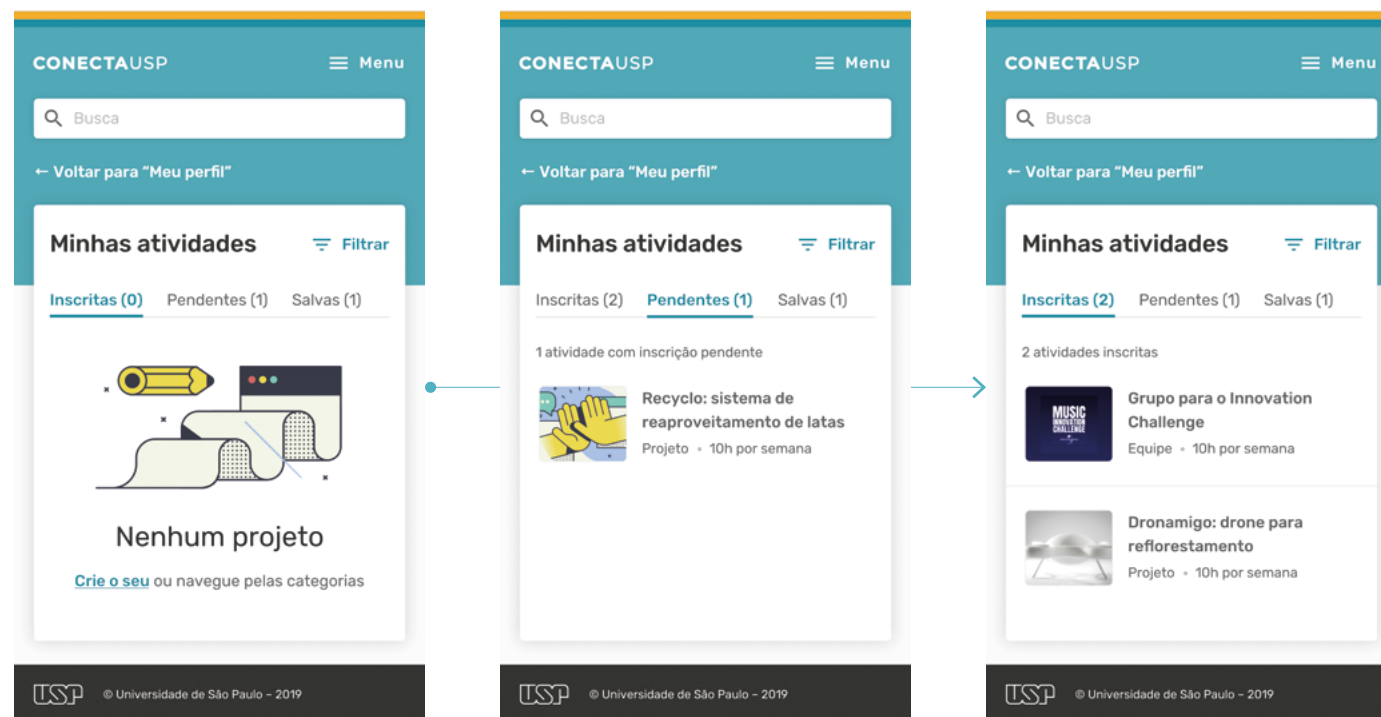 CONECTAUSP
Menu
Busca
← Voltar para “Meu perfil”
Minhas atividades
Filtrar
Inscritas (0) Pendentes (1) Salvas (1)
Nenhum projeto
Crie o seu ou navegue pelas categorias
USP
© Universidade de São Paulo – 2019
CONECTAUSP
Menu
Busca
← Voltar para “Meu perfil”
Minhas atividades
Filtrar
Inscritas (2) Pendentes (1) Salvas (1)
1 atividade com inscrição pendente
Recyclo: sistema de
reaproveitamento de latas
Projeto • 10h por semana
USP
© Universidade de São Paulo – 2019
CONECTAUSP
Menu
Busca
← Voltar para “Meu perfil”
Minhas atividades
Filtrar
Inscritas (2) Pendentes (1) Salvas (1)
2 atividades inscritas
MUSIC
INNOVATION
CHALLENGE
Grupo para o Innovation
Challenge
Equipe • 10h por semana
Dronamigo: drone para
reflorestamento
Projeto • 10h por semana
USP
© Universidade de São Paulo – 2019